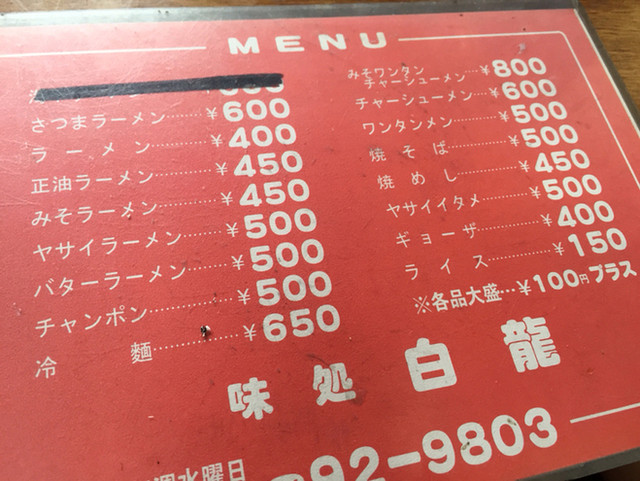 MENU
さつまラーメン……¥600
ラーメン……¥400
正油ラーメン……¥450
みそラーメン……¥450
ヤサイラーメン……¥500
バターラーメン……¥500
チャンポン……¥500
冷麺……¥650
みそワンタン
チャーシューメン…¥800
チャーシューメン…¥600
ワンタンメン……¥500
焼そば……¥500
焼めし……¥450
ヤサイイタメ……¥500
ギョーザ……¥400
ライス……¥150
※各品大盛…¥100円プラス
味処白龍
週水曜日
92-9803